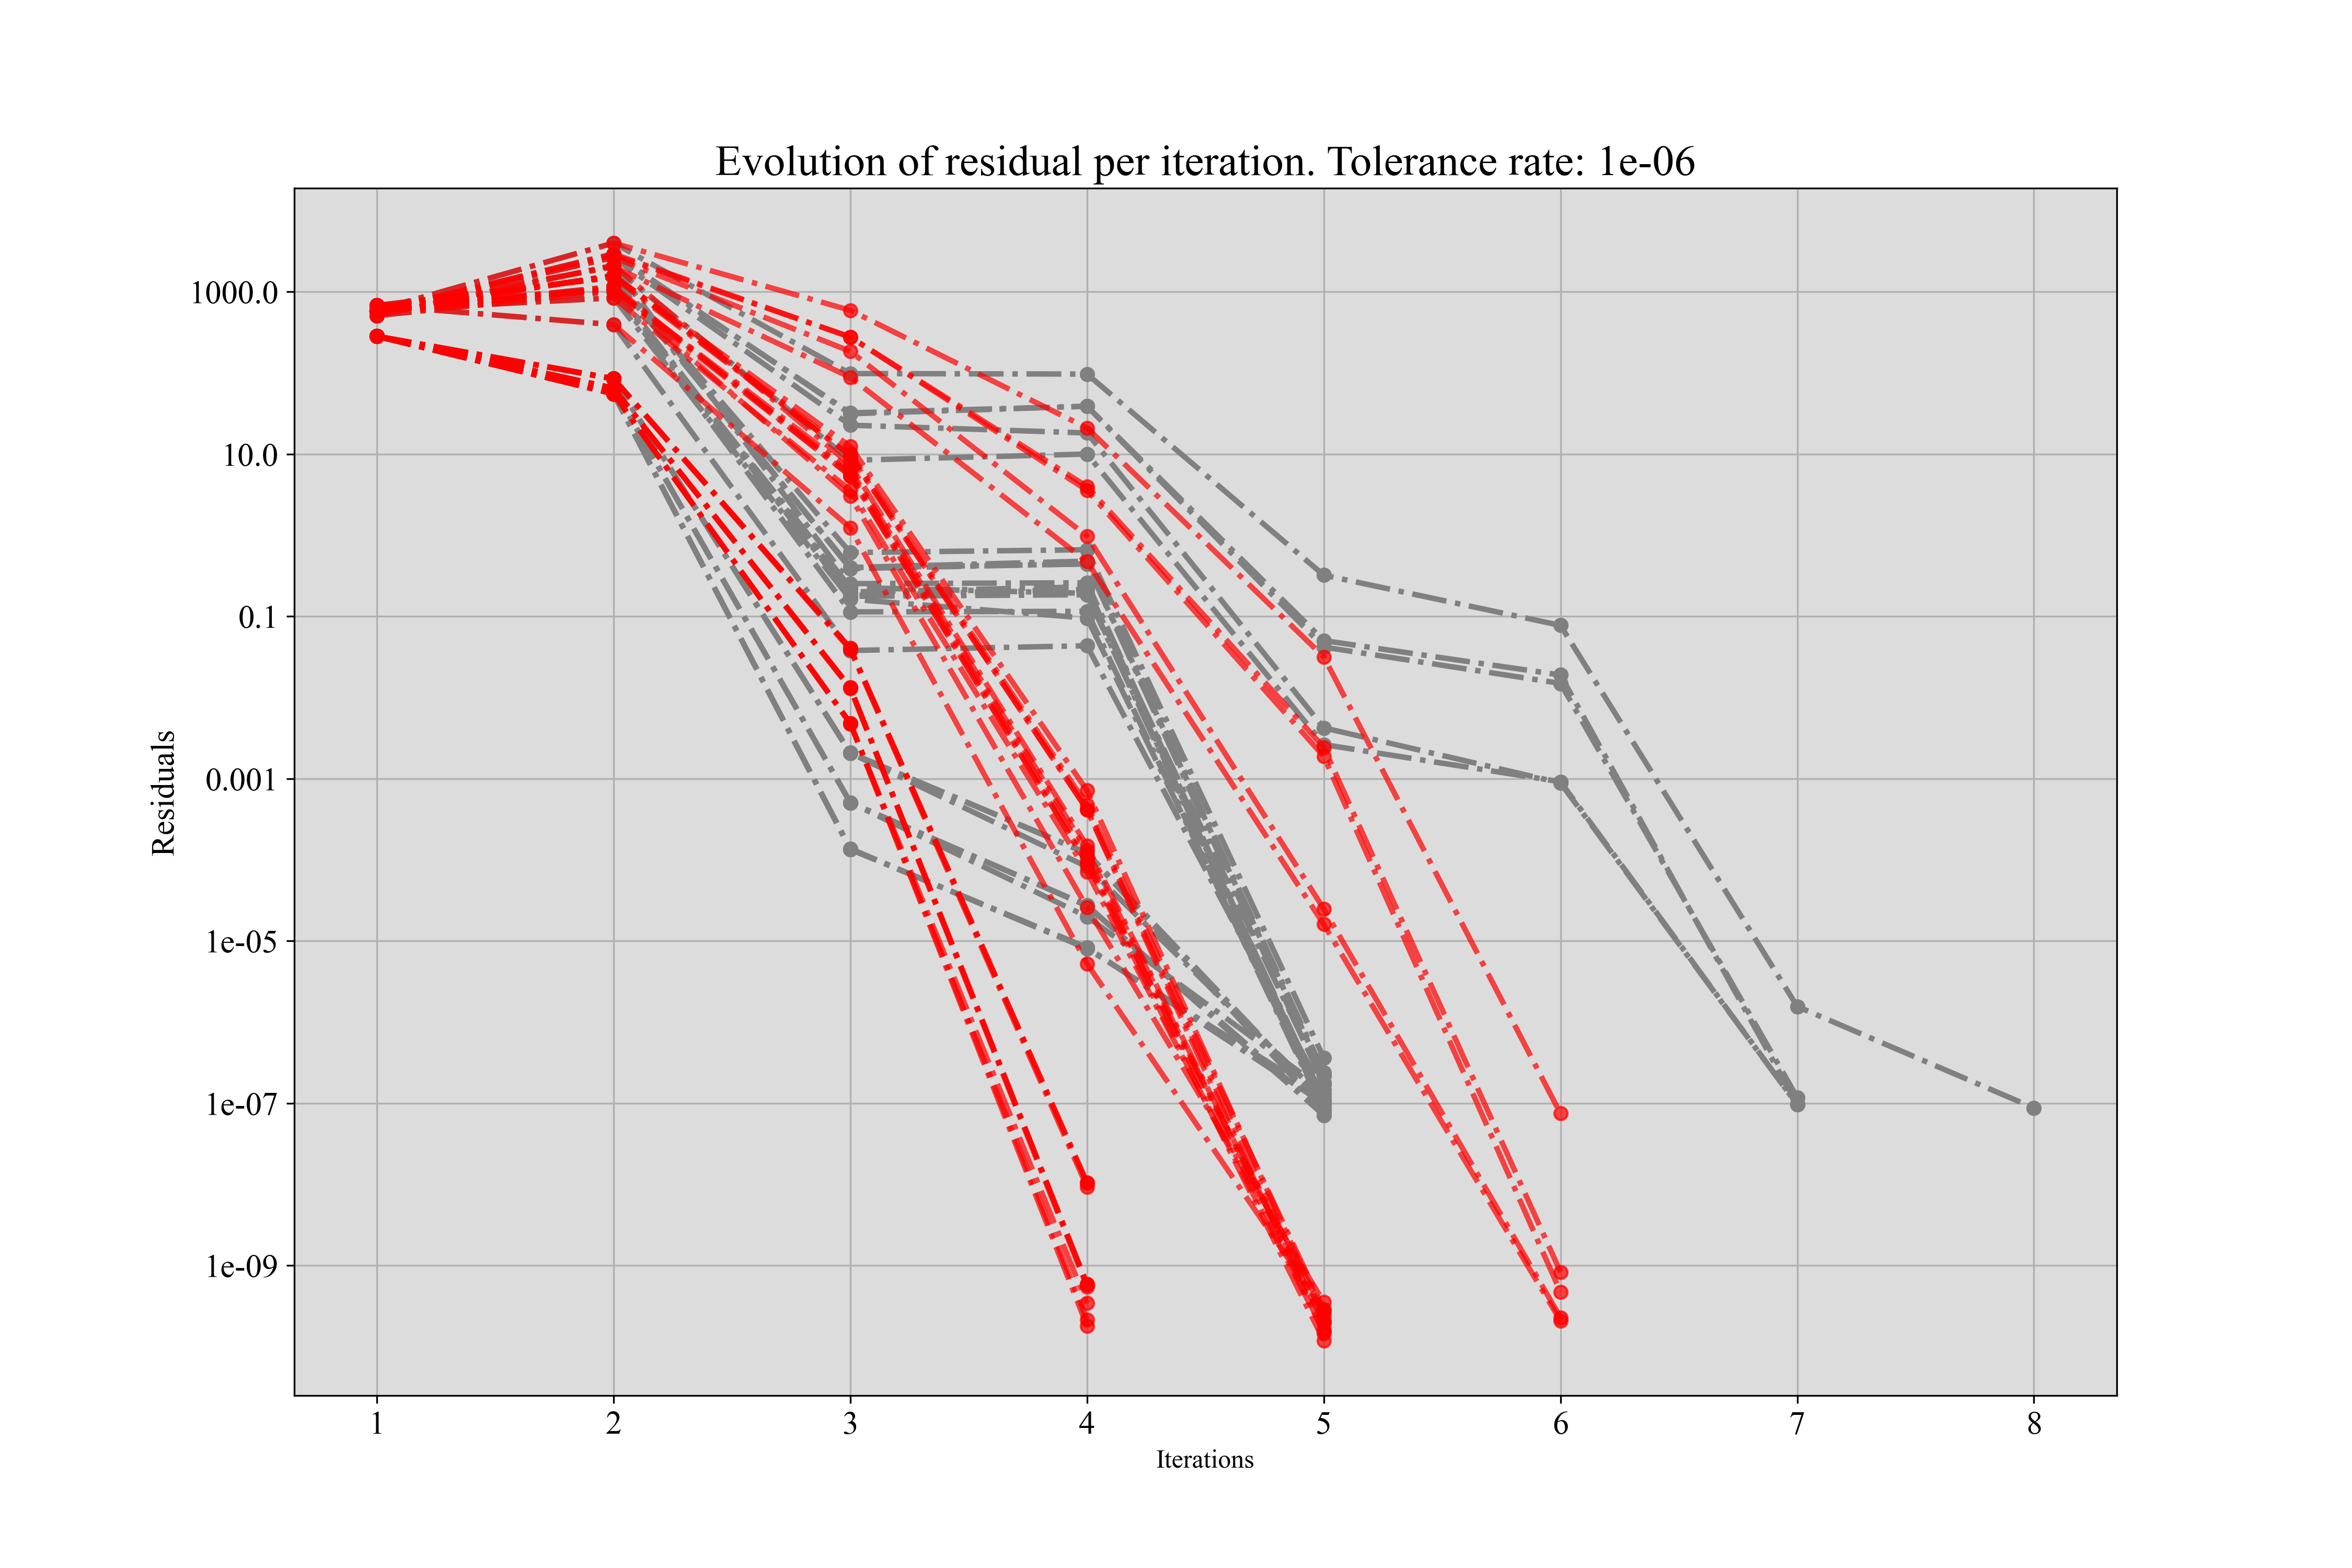 Evolution of residual per iteration. Tolerance rate: 1e-06
1000.0
10.0
0.1
0.001
1e-05
1e-07
1e-09
Residuals
1 2 3 4 5 6 7 8
Iterations